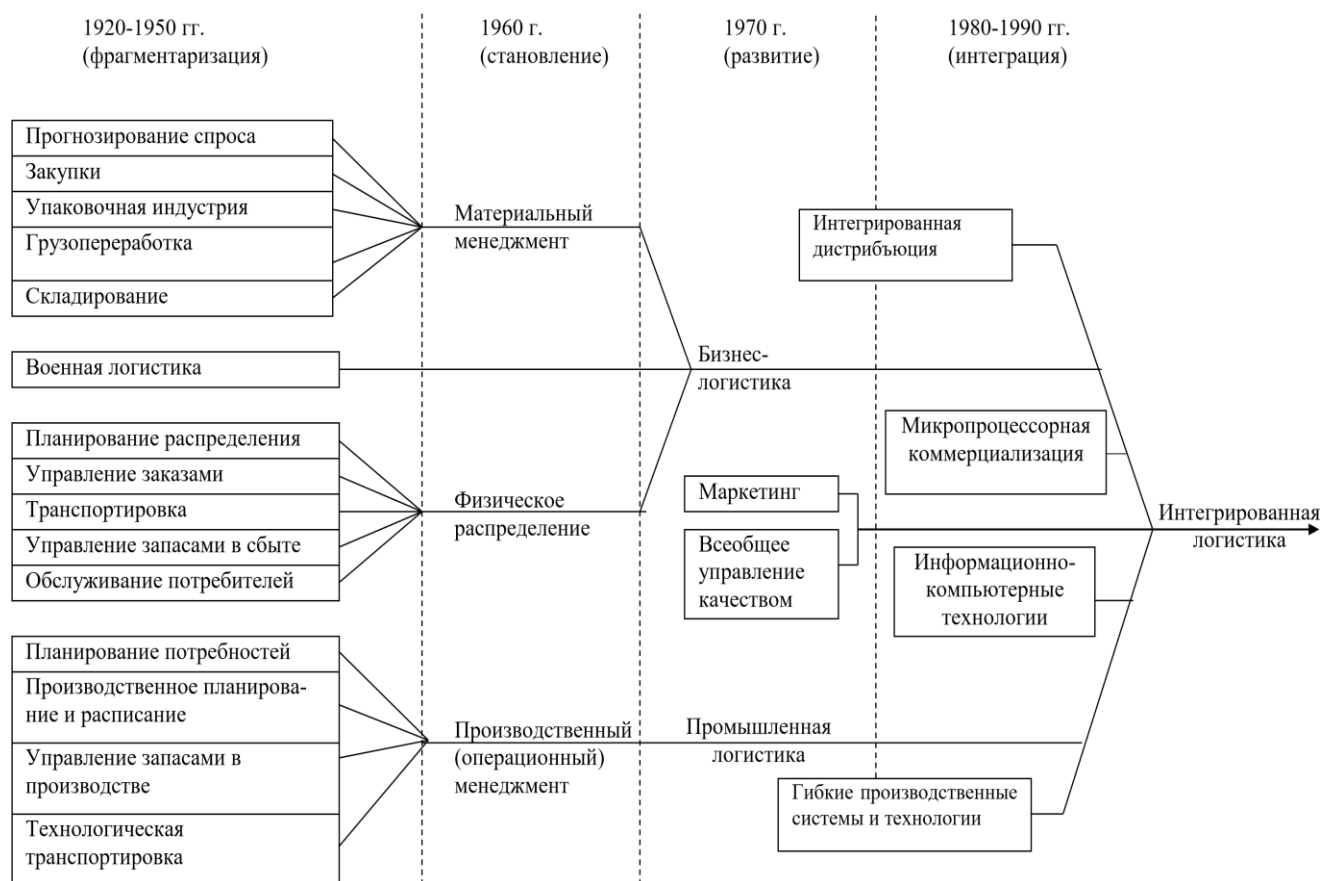 1920-1950 гг.
(фрагментаризация)
1960 г.
(становление)
1970 г.
(развитие)
1980-1990 гг.
(интеграция)
Прогнозирование спроса
Закупки
Упаковочная индустрия
Грузопереработка
Складирование
Военная логистика
Планирование распределения
Управление заказами
Транспортировка
Управление запасами в сбыте
Обслуживание потребителей
Планирование потребностей
Производственное планирова-
ние и расписание
Управление запасами в
производстве
Технологическая
транспортировка
Материальный
менеджмент
Физическое
распределение
Производственный
(операционный)
менеджмент
Бизнес-
логистика
Маркетинг
Всеобщее
управление
качеством
Промышленная
логистика
Интегрированная
дистрибъюция
Микропроцессорная
коммерциализация
Информационно-
компьютерные
технологии
Гибкие производственные
системы и технологии
Интегрированная
логистика